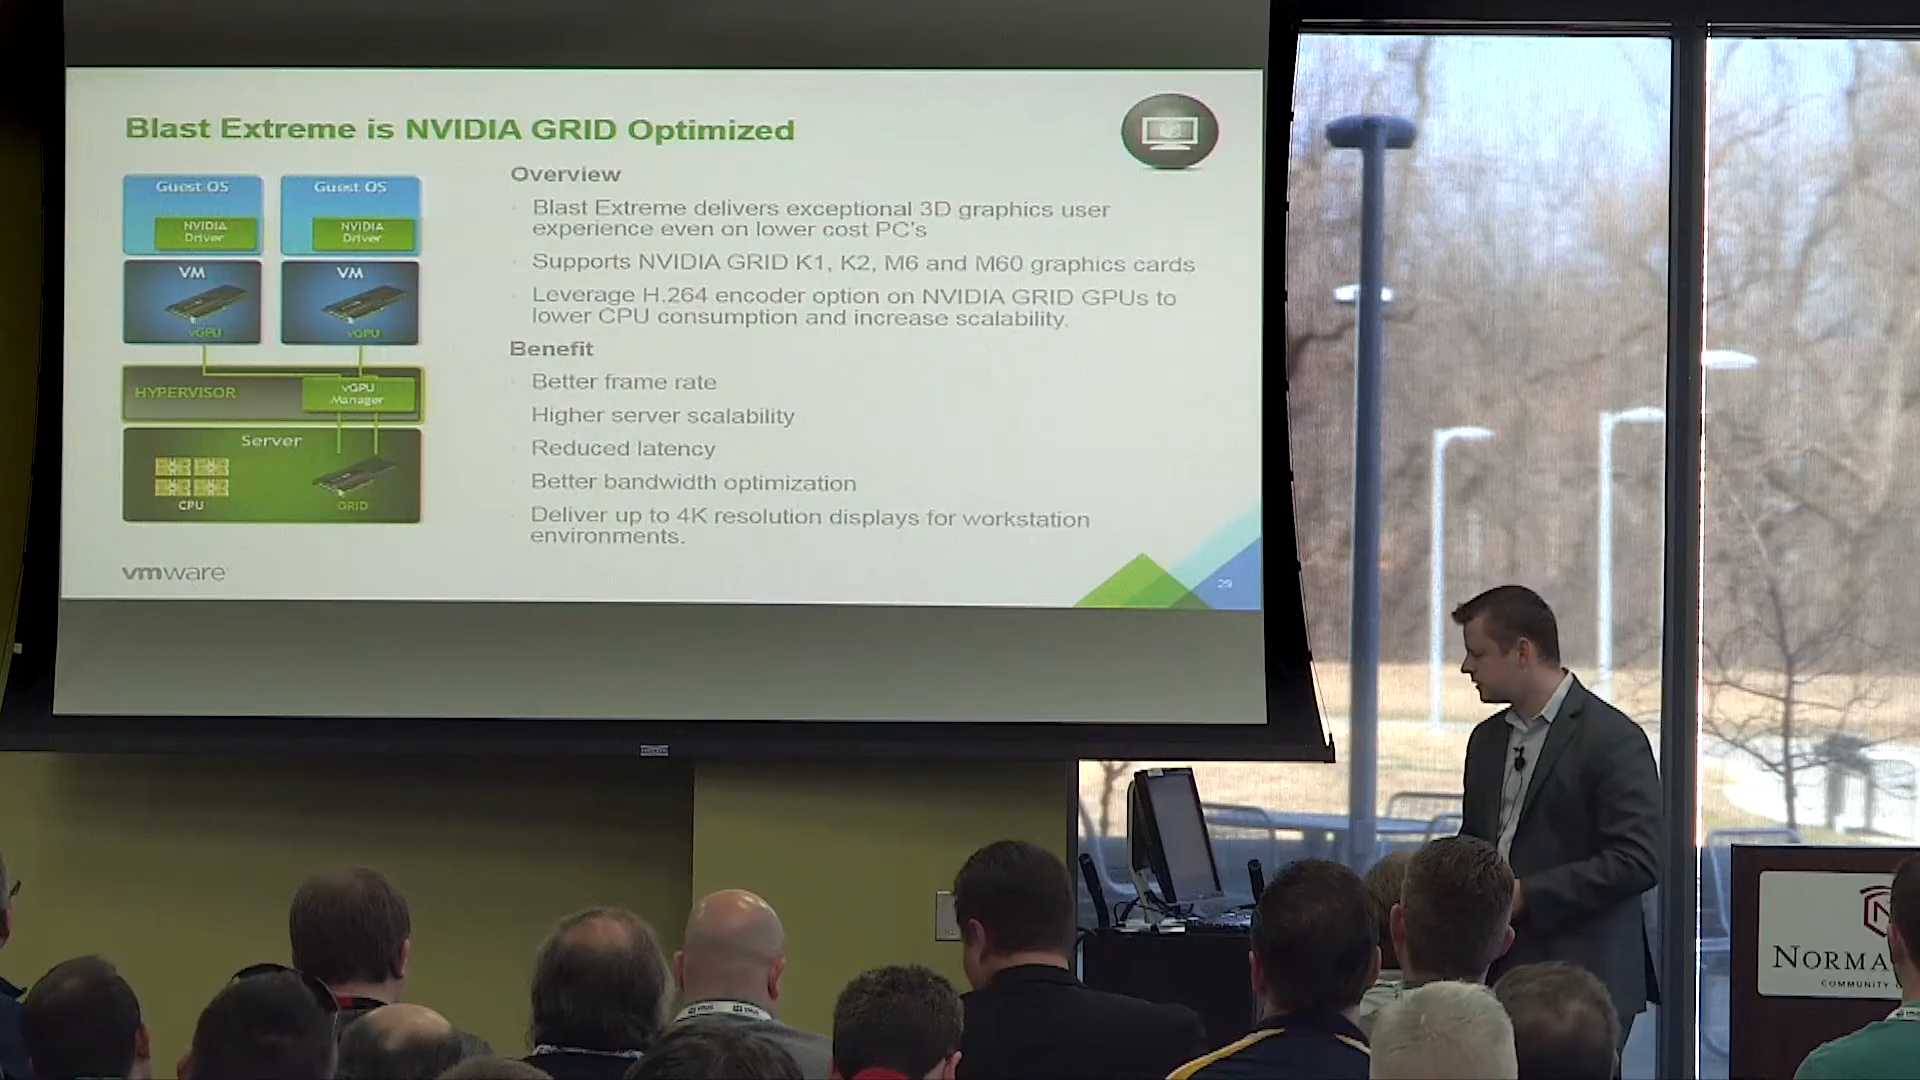 Blast Extreme is NVIDIA GRID Optimized
Guest OS
NVIDIA
Driver
Guest OS
NVIDIA
Driver
VM
vGPU
VM
vGPU
HYPERVISOR
vGPU
Manager
Server
CPU
GRID
vmware
Overview
Blast Extreme delivers exceptional 3D graphics user
experience even on lower cost PC's
Supports NVIDIA GRID K1, K2, M6 and M60 graphics cards
Leverage H.264 encoder option on NVIDIA GRID GPUs to
lower CPU consumption and increase scalability.
Benefit
Better frame rate
Higher server scalability
Reduced latency
Better bandwidth optimization
Deliver up to 4K resolution displays for workstation
environments.
29
N
NORMA
COMMUNITY